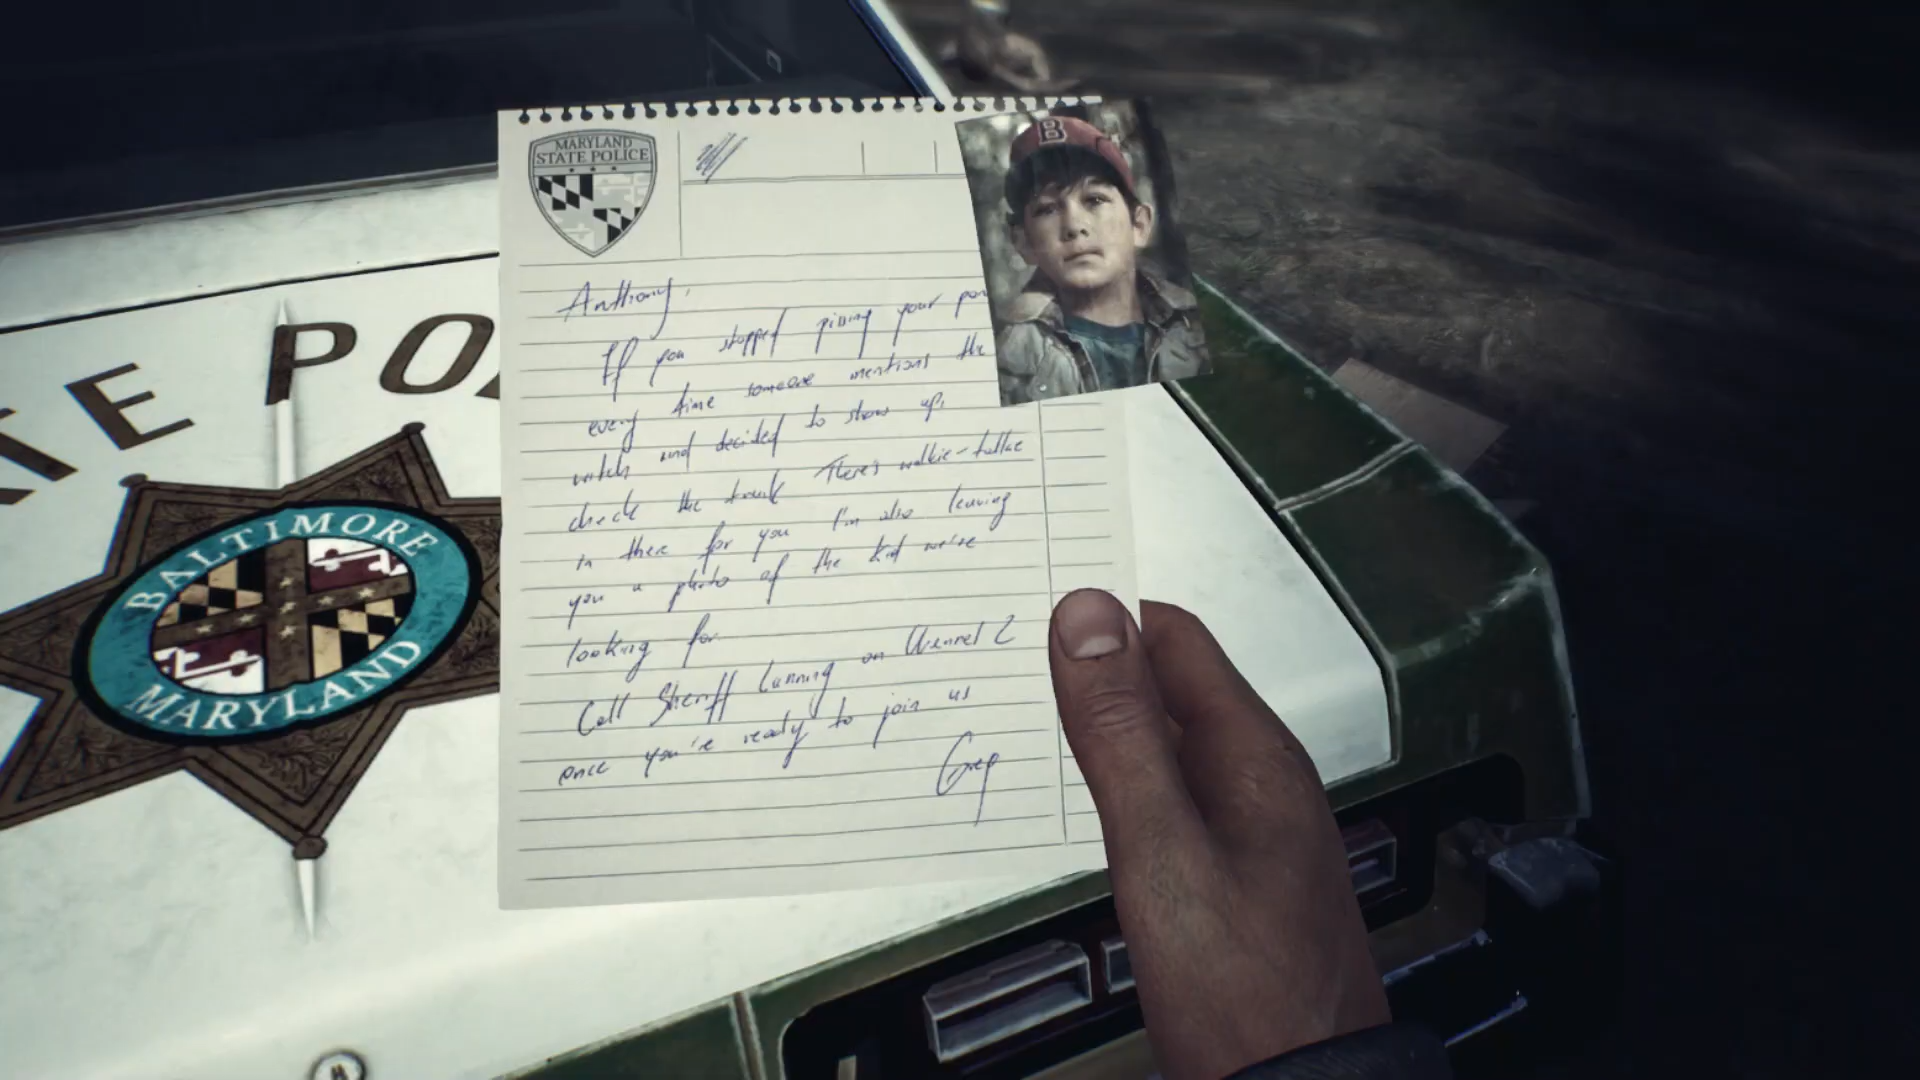 MARYLAND
STATE POLICE
B
Anthony,
If you stopped pissing your
every time someone mentions the
witch and decided to show up,
check the trunk There's walkie-talkie
in there for you I'm also leaving
you a photo of the kid we're
looking for.
Call Sheriff Lanning on Channel 2
once you're ready to join us
Greg
PO
BALTIMORE
MARYLAND